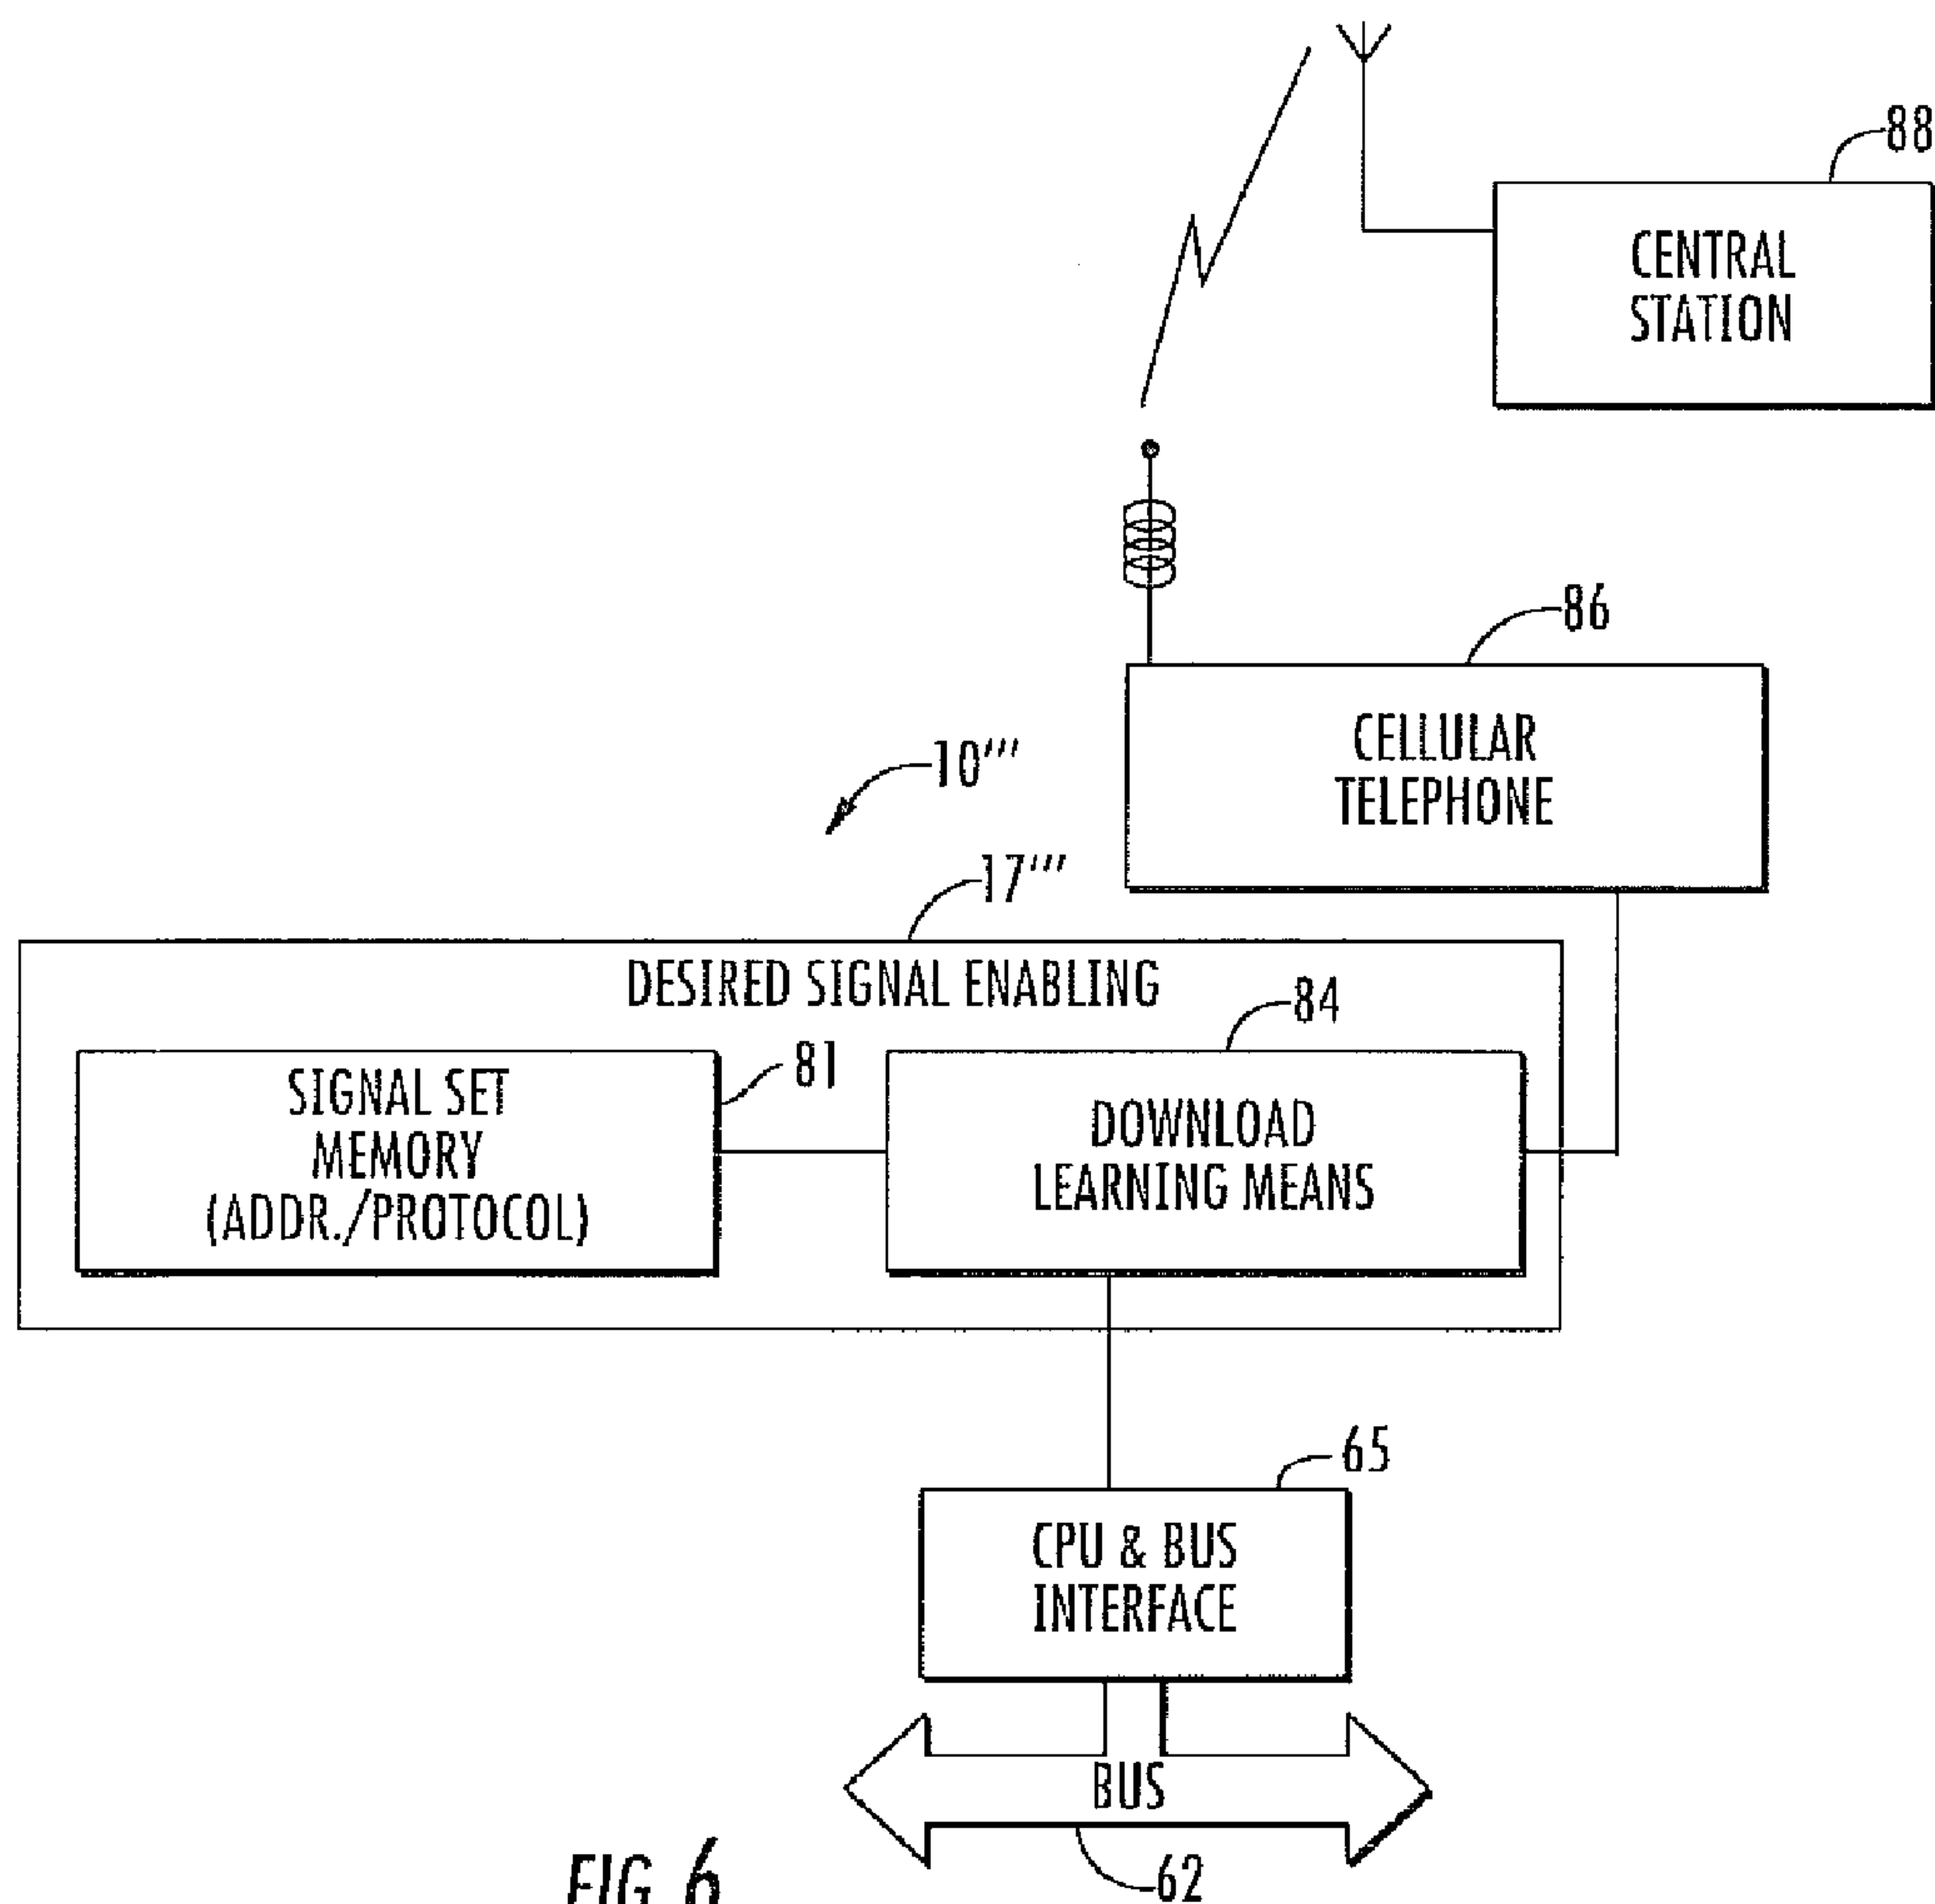 88
CENTRAL
STATION
86
CELLULAR
TELEPHONE
10'''
17'''
DESIRED SIGNAL ENABLING
84
81
SIGNAL SET
MEMORY
(ADDR./PROTOCOL)
DOWNLOAD
LEARNING MEANS
65
CPU & BUS
INTERFACE
BUS
62
FIG. 6